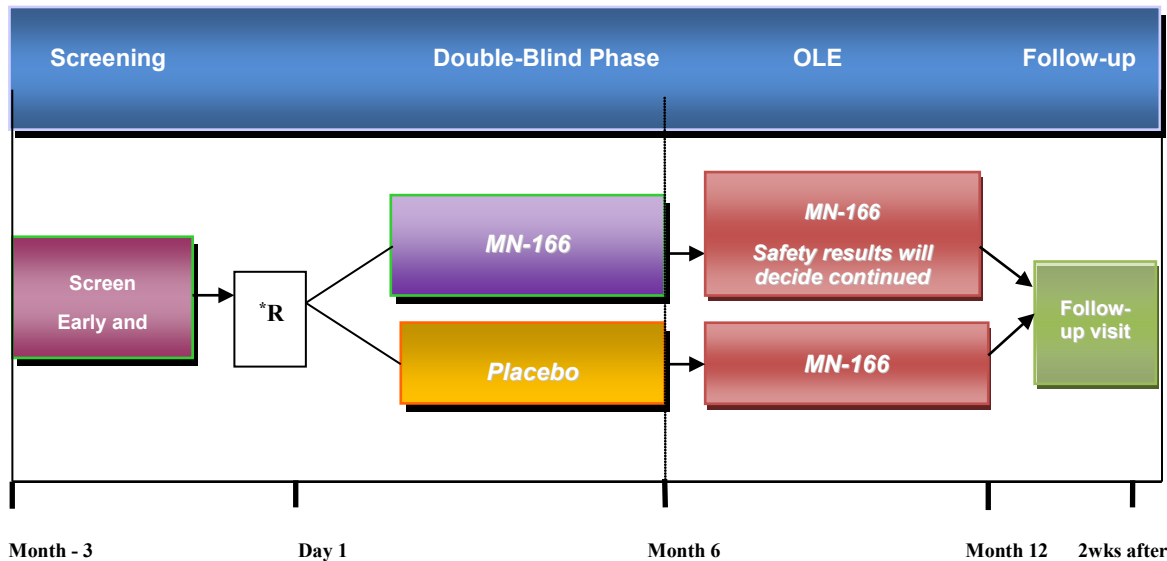 Screening Double-Blind Phase OLE Follow-up
Screen
Early and
*R
MN-166
Placebo
MN-166
Safety results will
decide continued
MN-166
Follow-
up visit
Month - 3 Day 1 Month 6 Month 12 2wks after